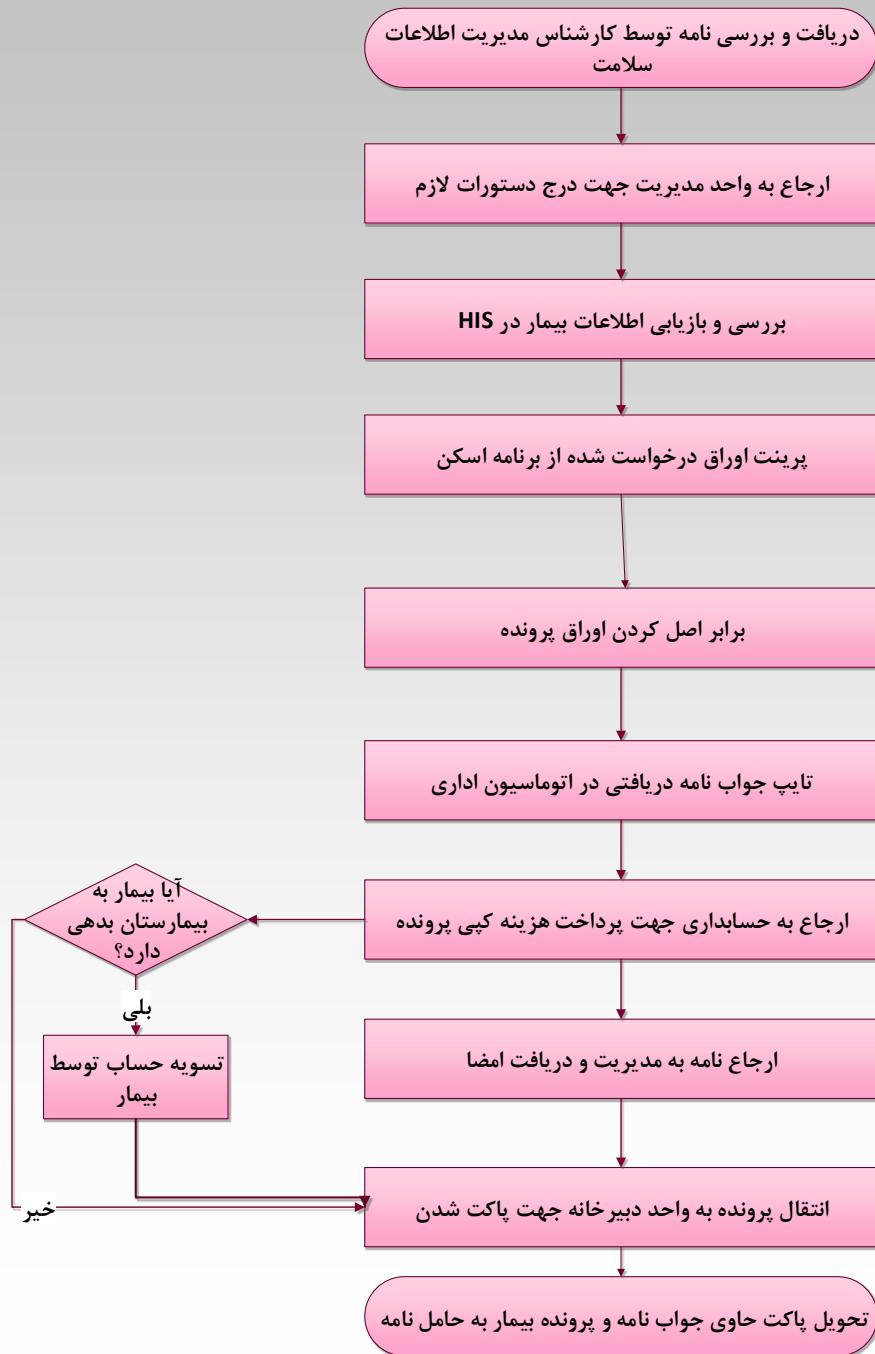 دریافت و بررسی نامه توسط کارشناس مدیریت اطلاعات
سلامت
ارجاع به واحد مدیریت جهت درج دستورات لازم
بررسی و بازیابی اطلاعات بیمار در HIS
پرینت اوراق درخواست شده از برنامه اسکن
برابر اصل کردن اوراق پرونده
تایپ جواب نامه دریافتی در اتوماسیون اداری
ارجاع به حسابداری جهت پرداخت هزینه کپی پرونده
آیا بیمار به
بیمارستان بدهی
دارد؟
بلی
تسویه حساب توسط
بیمار
خیر
ارجاع نامه به مدیریت و دریافت امضا
انتقال پرونده به واحد دبیرخانه جهت پاکت شدن
تحویل پاکت حاوی جواب نامه و پرونده بیمار به حامل نامه